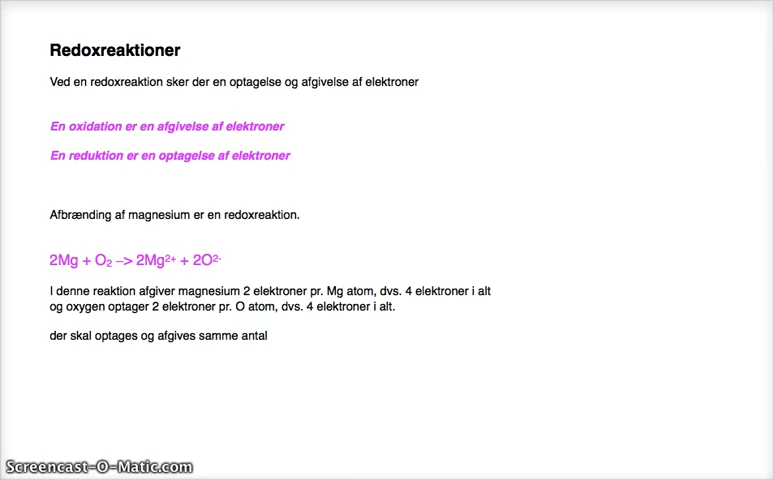 Redoxreaktioner
Ved en redoxreaktion sker der en optagelse og afgivelse af elektroner
En oxidation er en afgivelse af elektroner
En reduktion er en optagelse af elektroner
Afbrænding af magnesium er en redoxreaktion.
2Mg + O₂ –> 2Mg²⁺ + 2O²⁻
I denne reaktion afgiver magnesium 2 elektroner pr. Mg atom, dvs. 4 elektroner i alt
og oxygen optager 2 elektroner pr. O atom, dvs. 4 elektroner i alt.
der skal optages og afgives samme antal
Screencast-O-Matic.com